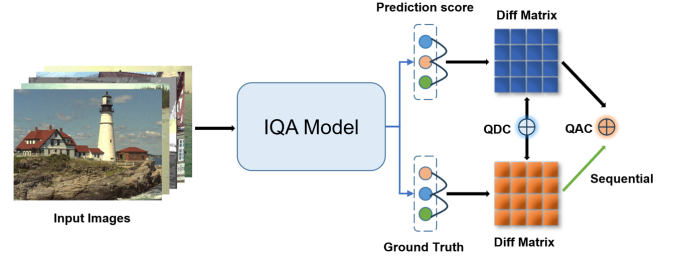 Prediction score
Diff Matrix
IQA Model
QDC
QAC
Sequential
Input Images
Ground Truth
Diff Matrix